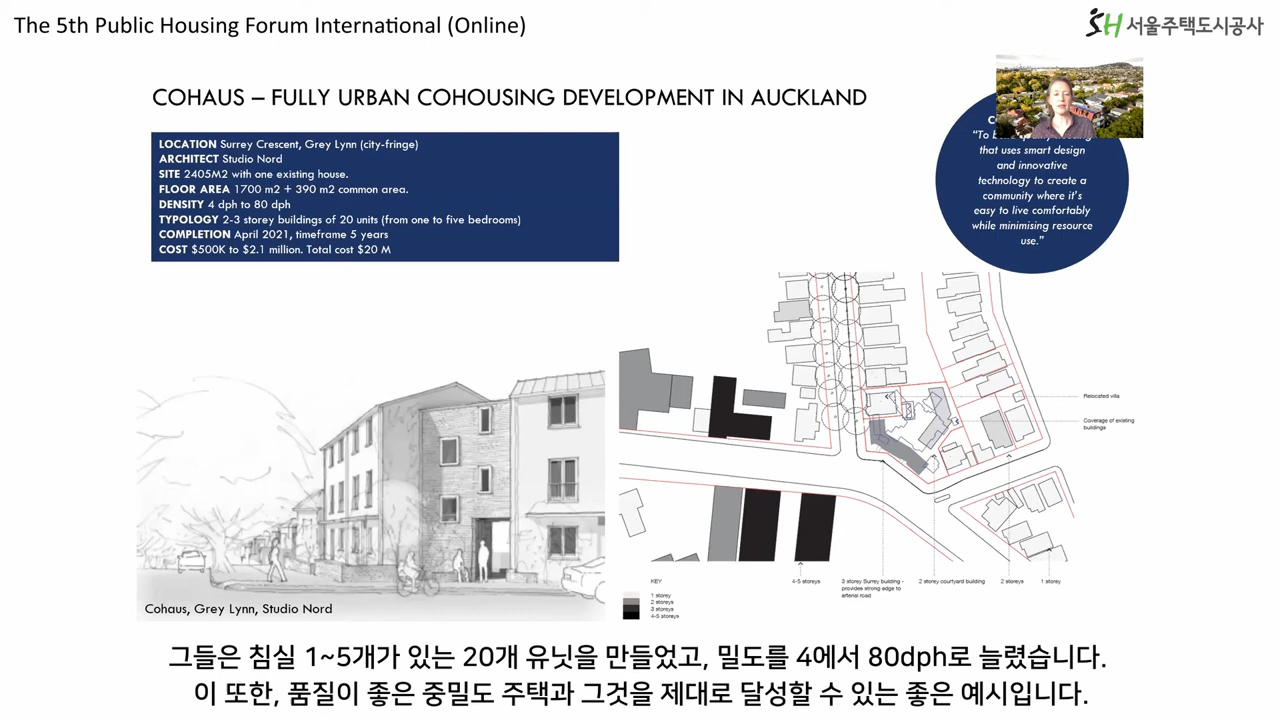 The 5th Public Housing Forum International (Online)
SH 서울주택도시공사
COHAUS – FULLY URBAN COHOUSING DEVELOPMENT IN AUCKLAND
LOCATION Surrey Crescent, Grey Lynn (city-fringe)
ARCHITECT Studio Nord
SITE 2405M2 with one existing house.
FLOOR AREA 1700 m2 + 390 m2 common area.
DENSITY 4 dph to 80 dph
TYPOLOGY 2-3 storey buildings of 20 units (from one to five bedrooms)
COMPLETION April 2021, timeframe 5 years
COST $500K to $2.1 million. Total cost $20 M
that uses smart design
and innovative
technology to create a
community where it's
easy to live comfortably
while minimising resource
use."
Relocated villa
Coverage of existing
buildings
KEY
1 storey
2 storeys
3 storeys
4-5 storeys
4-5 storeys
3 storey Surrey building -
provides strong edge to
arterial road
2 storey courtyard building
2 storeys
1 storey
Cohaus, Grey Lynn, Studio Nord
그들은 침실 1~5개가 있는 20개 유닛을 만들었고, 밀도를 4에서 80dph로 늘렸습니다.
이 또한, 품질이 좋은 중밀도 주택과 그것을 제대로 달성할 수 있는 좋은 예시입니다.